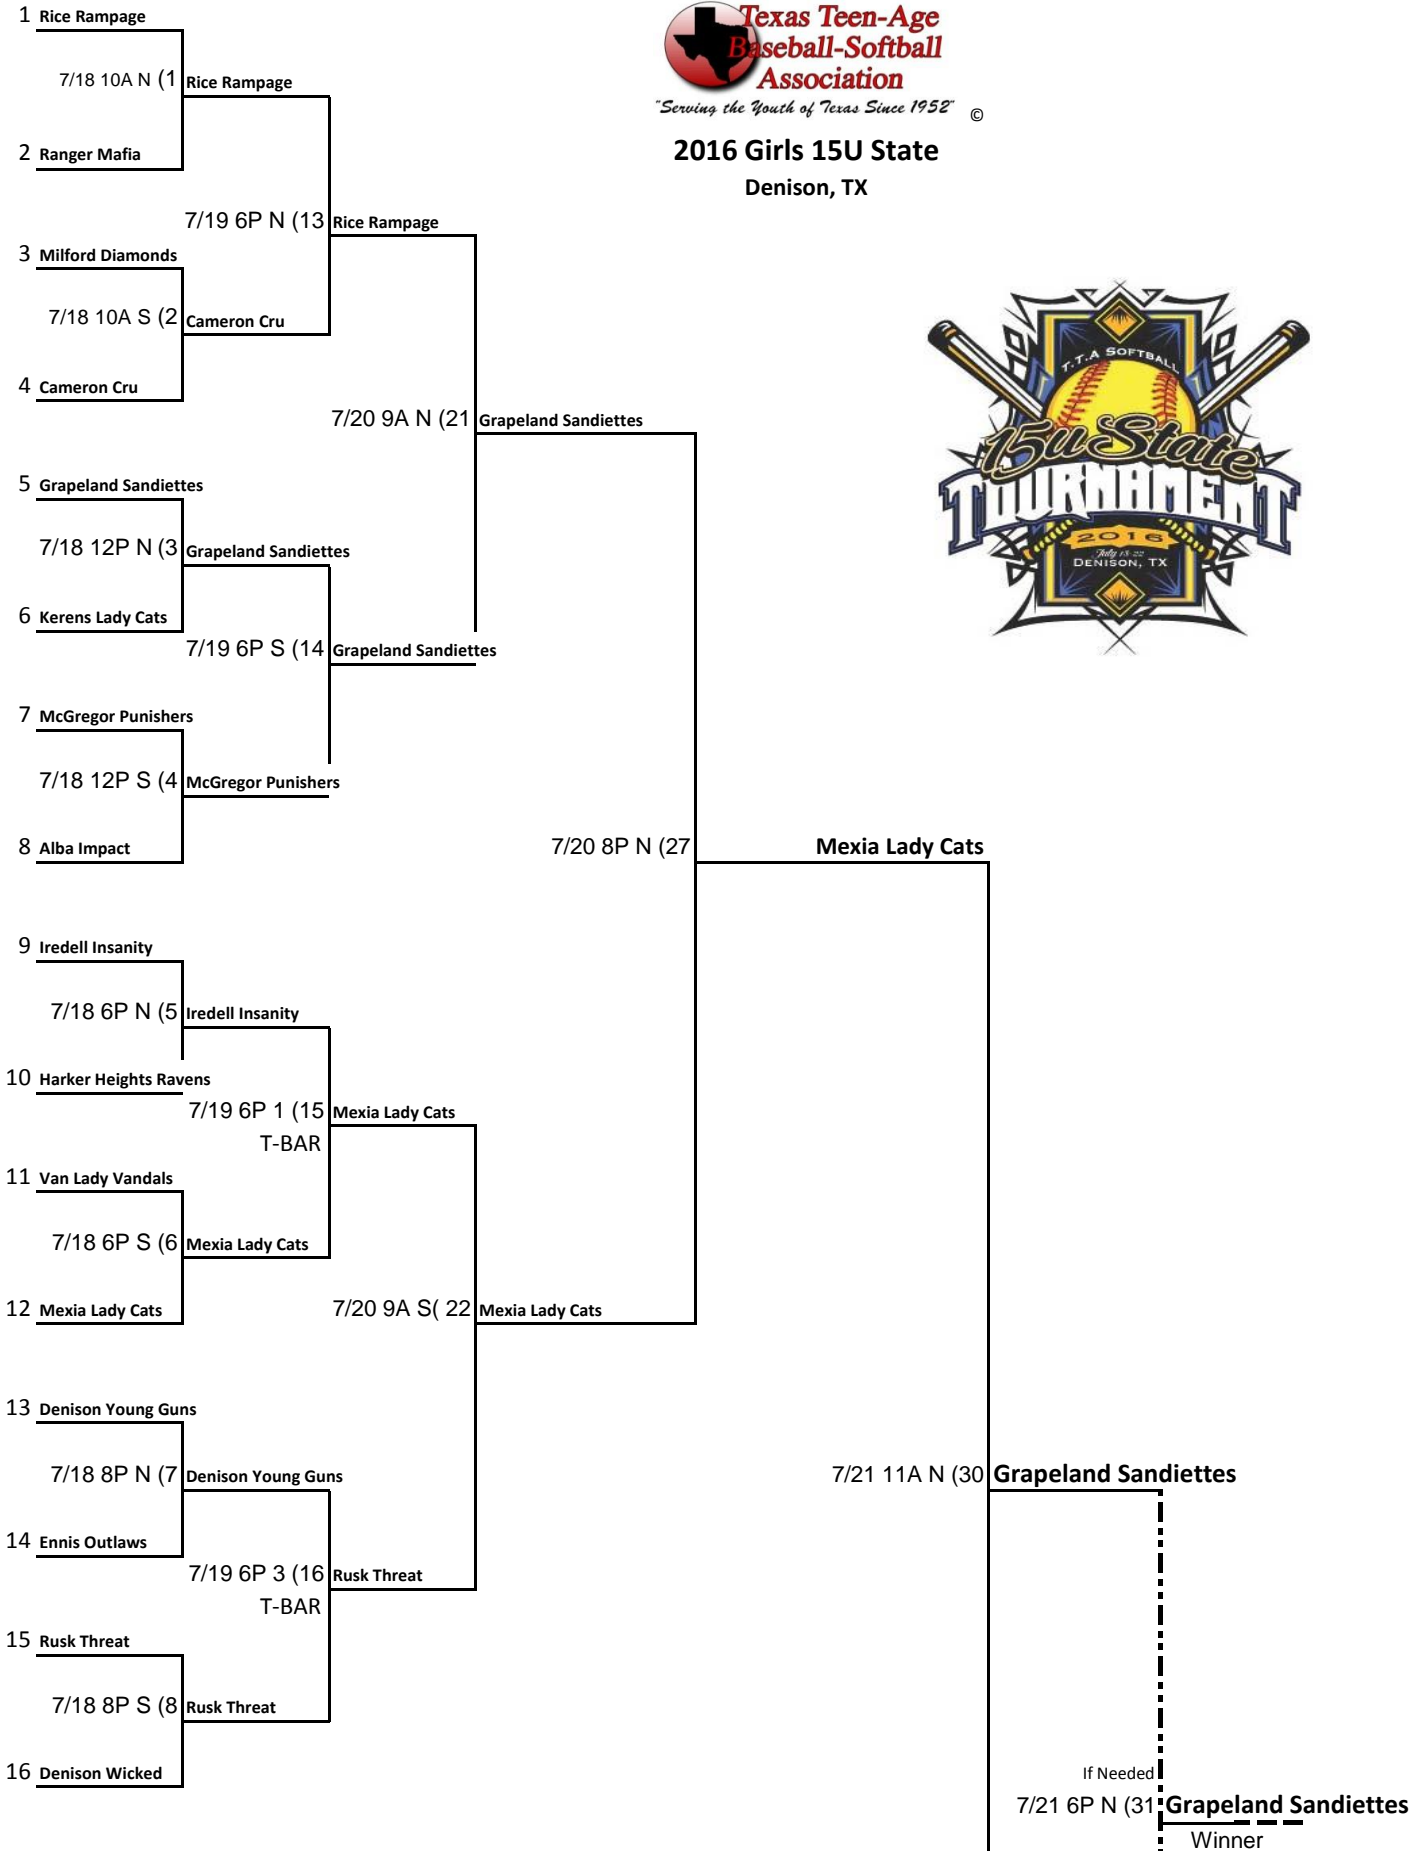 1 Rice Rampage
Texas Teen-Age
Baseball-Softball
Association
"Serving the Youth of Texas Since 1952" ©
7/18 10A N (1 Rice Rampage
2 Ranger Mafia
2016 Girls 15U State
Denison, TX
7/19 6P N (13 Rice Rampage
3 Milford Diamonds
7/18 10A S (2 Cameron Cru
4 Cameron Cru
T.T.A SOFTBALL
15u State
TOURNAMENT
2016
July 18-22
DENISON, TX
7/20 9A N (21 Grapeland Sandiettes
5 Grapeland Sandiettes
7/18 12P N (3 Grapeland Sandiettes
6 Kerens Lady Cats
7/19 6P S (14 Grapeland Sandiettes
7 McGregor Punishers
7/18 12P S (4 McGregor Punishers
8 Alba Impact
7/20 8P N (27 Mexia Lady Cats
9 Iredell Insanity
7/18 6P N (5 Iredell Insanity
10 Harker Heights Ravens
7/19 6P 1 (15 Mexia Lady Cats
T-BAR
11 Van Lady Vandals
7/18 6P S (6 Mexia Lady Cats
12 Mexia Lady Cats
7/20 9A S( 22 Mexia Lady Cats
13 Denison Young Guns
7/18 8P N (7 Denison Young Guns
7/21 11A N (30 Grapeland Sandiettes
14 Ennis Outlaws
7/19 6P 3 (16 Rusk Threat
T-BAR
15 Rusk Threat
7/18 8P S (8 Rusk Threat
16 Denison Wicked
If Needed
7/21 6P N (31 Grapeland Sandiettes
Winner